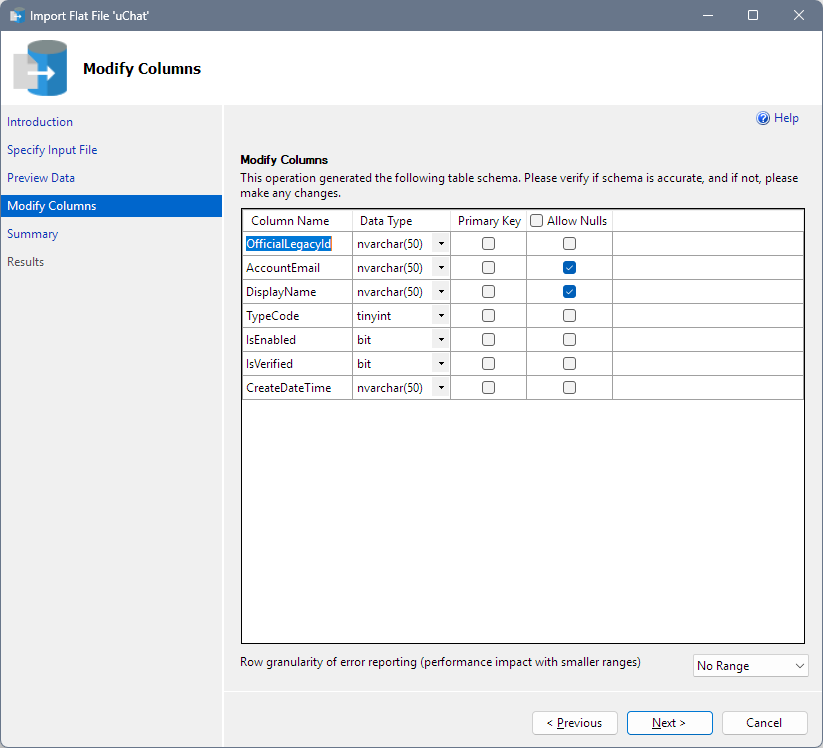 Import Flat File 'uChat'
Modify Columns
Introduction
Specify Input File
Preview Data
Modify Columns
Summary
Results
Help
Modify Columns
This operation generated the following table schema. Please verify if schema is accurate, and if not, please
make any changes.
Column Name Data Type Primary Key Allow Nulls
OfficialLegacyId nvarchar(50)
AccountEmail nvarchar(50)
DisplayName nvarchar(50)
TypeCode tinyint
IsEnabled bit
IsVerified bit
CreateDateTime nvarchar(50)
Row granularity of error reporting (performance impact with smaller ranges) No Range
< Previous Next > Cancel